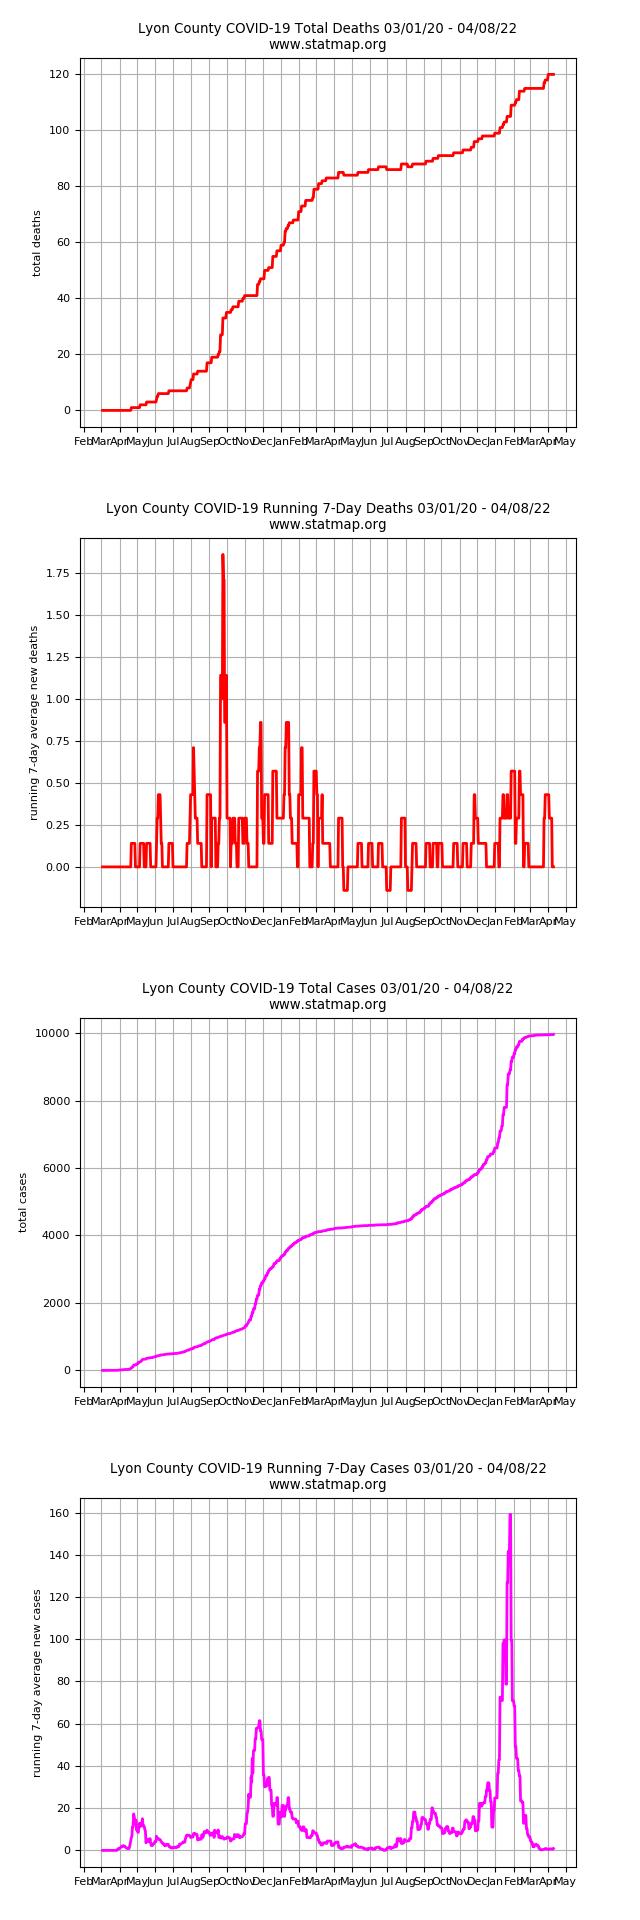 Lyon County COVID-19 Total Deaths 03/01/20 - 04/08/22
www.statmap.org
total deaths
120
100
80
60
40
20
0
Feb Mar Apr May Jun Jul Aug Sep Oct Nov Dec Jan Feb Mar Apr May Jun Jul Aug Sep Oct Nov Dec Jan Feb Mar Apr May
Lyon County COVID-19 Running 7-Day Deaths 03/01/20 - 04/08/22
www.statmap.org
running 7-day average new deaths
1.75
1.50
1.25
1.00
0.75
0.50
0.25
0.00
Feb Mar Apr May Jun Jul Aug Sep Oct Nov Dec Jan Feb Mar Apr May Jun Jul Aug Sep Oct Nov Dec Jan Feb Mar Apr May
Lyon County COVID-19 Total Cases 03/01/20 - 04/08/22
www.statmap.org
total cases
10000
8000
6000
4000
2000
0
Feb Mar Apr May Jun Jul Aug Sep Oct Nov Dec Jan Feb Mar Apr May Jun Jul Aug Sep Oct Nov Dec Jan Feb Mar Apr May
Lyon County COVID-19 Running 7-Day Cases 03/01/20 - 04/08/22
www.statmap.org
running 7-day average new cases
160
140
120
100
80
60
40
20
0
Feb Mar Apr May Jun Jul Aug Sep Oct Nov Dec Jan Feb Mar Apr May Jun Jul Aug Sep Oct Nov Dec Jan Feb Mar Apr May